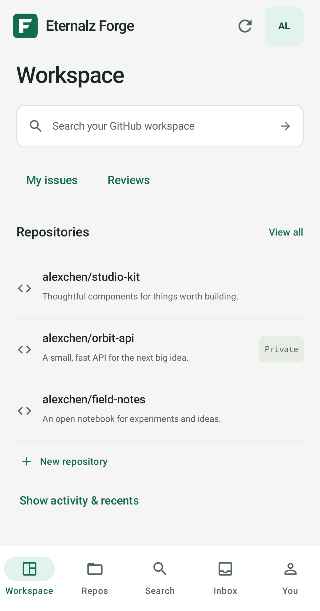 Eternalz Forge
AL
Workspace
Search your GitHub workspace
My issues
Reviews
Repositories
View all
alexchen/studio-kit
Thoughtful components for things worth building.
alexchen/orbit-api
A small, fast API for the next big idea.
Private
alexchen/field-notes
An open notebook for experiments and ideas.
New repository
Show activity & recents
Workspace
Repos
Search
Inbox
You